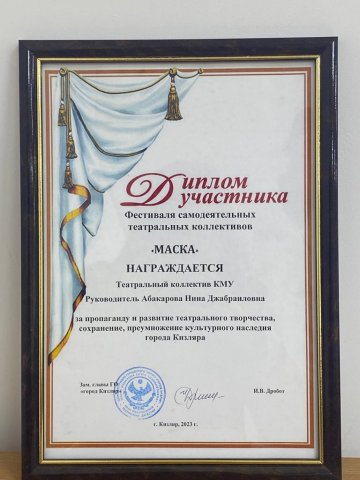 Диплом
участника
Фестиваля самодеятельных
театральных коллективов
«МАСКА»
НАГРАЖДАЕТСЯ
Театральный коллектив КМУ
Руководитель Абакарова Нина Джабраиловна
за пропаганду и развитие театрального творчества,
сохранение, преумножение культурного наследия
города Кизляра
Зам. главы ГО
«город Кизляр»
И.В. Дробот
г. Кизляр, 2023 г.